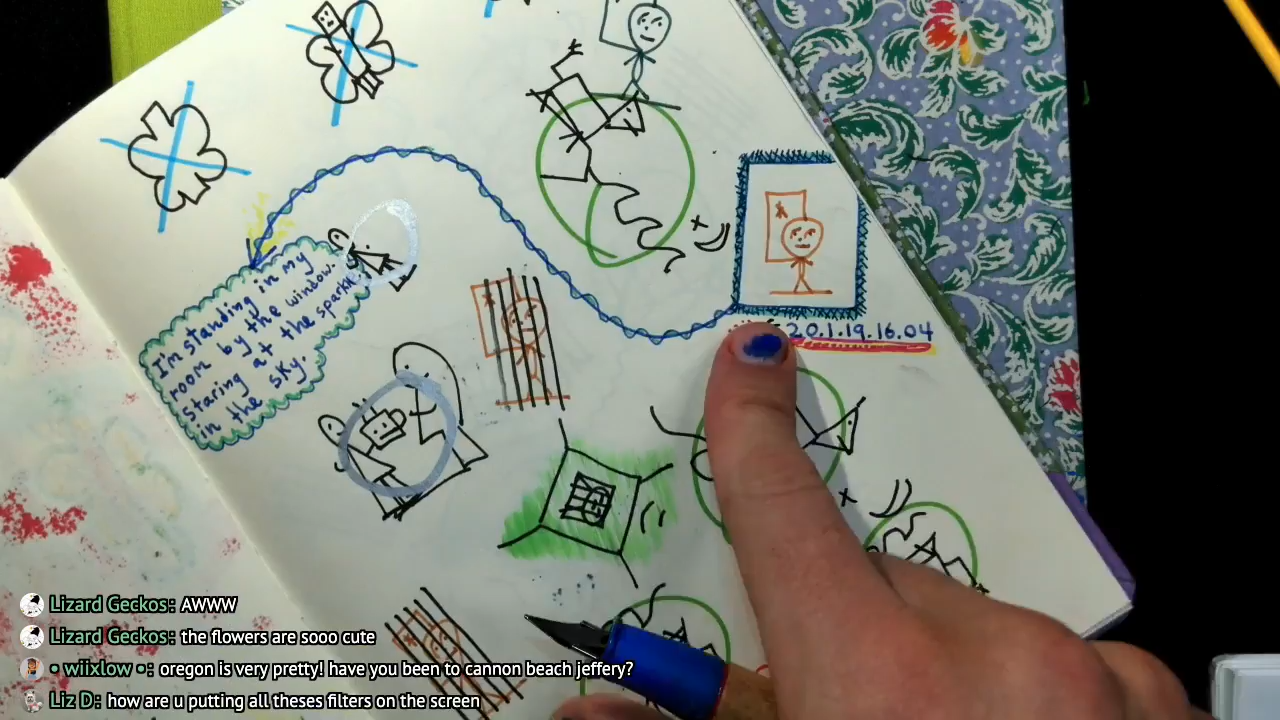 I'm standing in my
room by the window.
staring at the sparkly
in the sky.
20.1.19.16.04
Lizard Geckos: AWWW
Lizard Geckos: the flowers are sooo cute
• wiixlow •: oregon is very pretty! have you been to cannon beach jeffery?
Liz D: how are u putting all theses filters on the screen